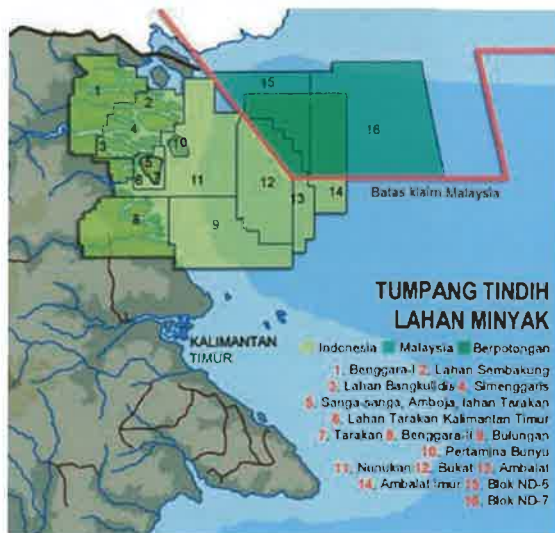 1
2
15
4
10
16
3
5
7
6
11
12
14
13
Batas klaim Malaysia
8
9
TUMPANG TINDIH
LAHAN MINYAK
KALIMANTAN
TIMUR
Indonesia Malaysia Berpotongan
1. Benggara-I 2. Lahan Sembakung
3. Lahan Bangkudidis 4. Simenggaris
5. Sanga-sanga, Amboja, lahan Tarakan
6. Lahan Tarakan Kalimantan Timur
7. Tarakan 8. Benggara-II 9. Bulungan
10. Pertamina Bunyu
11. Nunukan 12. Bukat 13. Ambalat
14. Ambalat timur 15. Blok ND-6
16. Blok ND-7